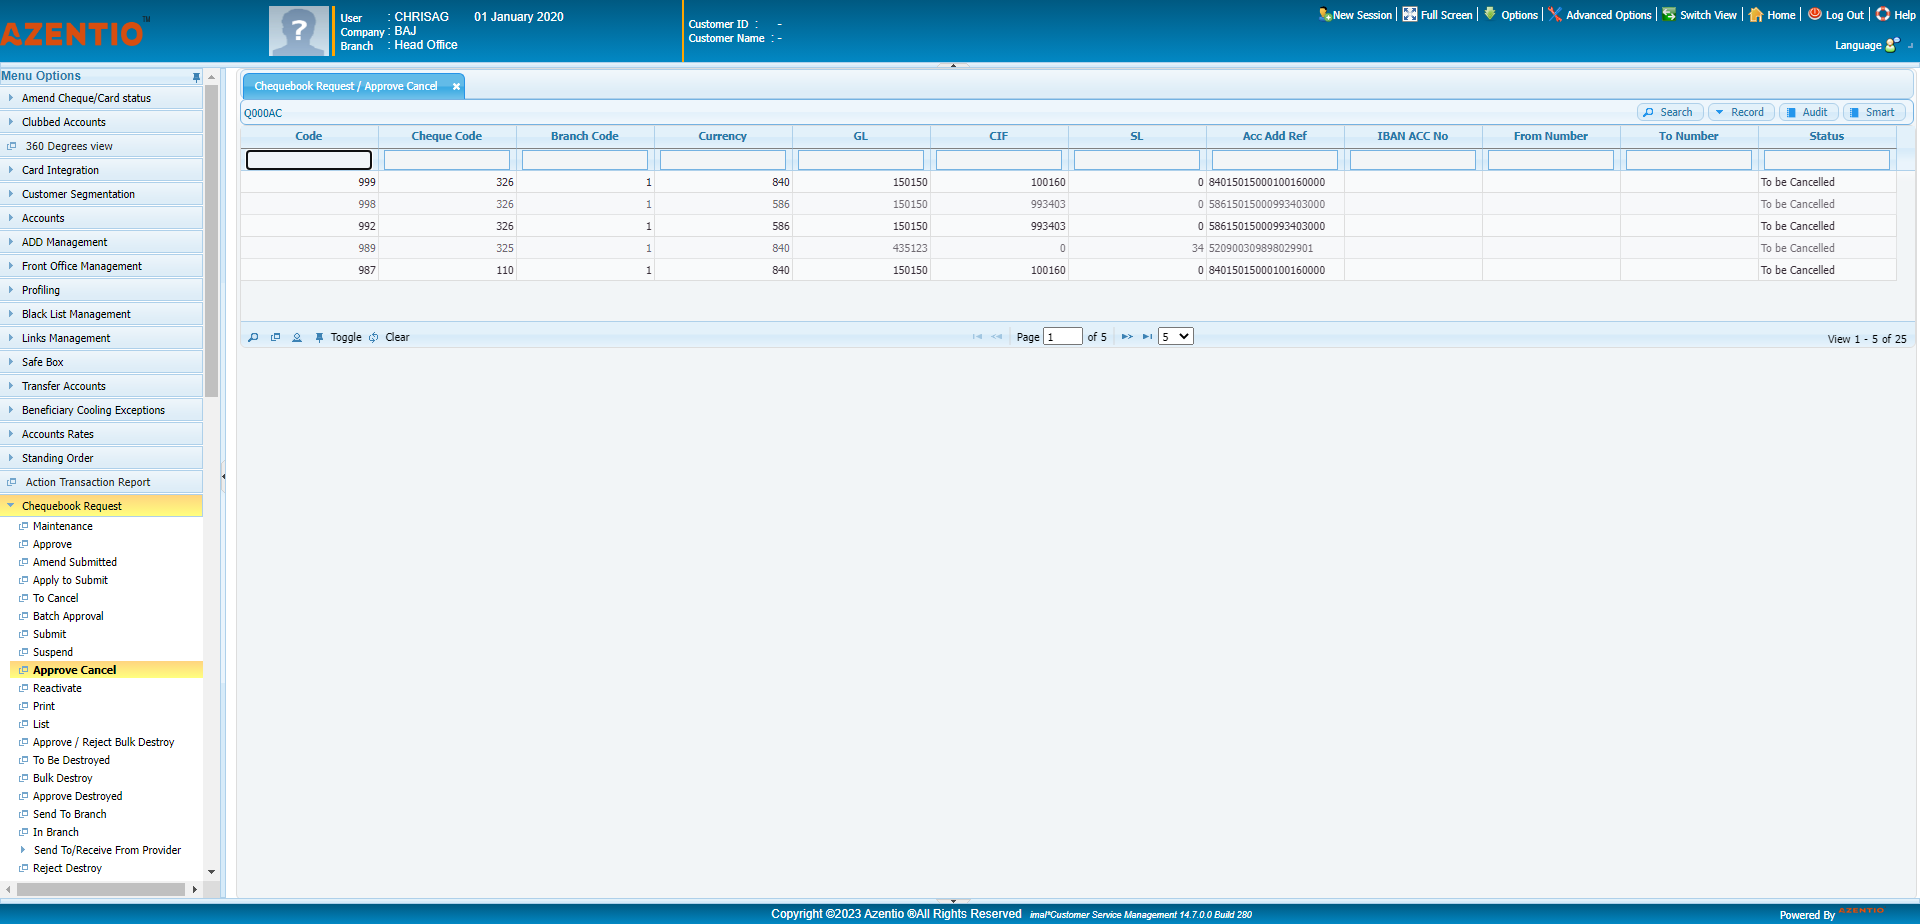 AZENTIO™
User : CHRISAG 01 January 2020
Company : BAJ
Branch : Head Office
Customer ID : -
Customer Name : -
New Session Full Screen Options Advanced Options Switch View Home Log Out Help
Language
Menu Options
Amend Cheque/Card status
Clubbed Accounts
360 Degrees view
Card Integration
Customer Segmentation
Accounts
ADD Management
Front Office Management
Profiling
Black List Management
Links Management
Safe Box
Transfer Accounts
Beneficiary Cooling Exceptions
Accounts Rates
Standing Order
Action Transaction Report
Chequebook Request
Maintenance
Approve
Amend Submitted
Apply to Submit
To Cancel
Batch Approval
Submit
Suspend
Approve Cancel
Reactivate
Print
List
Approve / Reject Bulk Destroy
To Be Destroyed
Bulk Destroy
Approve Destroyed
Send To Branch
In Branch
Send To/Receive From Provider
Reject Destroy
Chequebook Request / Approve Cancel
Q000AC
Search Record Audit Smart
Code Cheque Code Branch Code Currency GL CIF SL Acc Add Ref IBAN ACC No From Number To Number Status
999 326 1 840 150150 100160 0 84015015000100160000 To be Cancelled
998 326 1 586 150150 993403 0 58615015000993403000 To be Cancelled
992 326 1 586 150150 993403 0 58615015000993403000 To be Cancelled
989 325 1 840 435123 0 34 520900309898029901 To be Cancelled
987 110 1 840 150150 100160 0 84015015000100160000 To be Cancelled
Toggle Clear
Page 1 of 5 5
View 1 - 5 of 25
Copyright ©2023 Azentio ®All Rights Reserved imal*Customer Service Management 14.7.0.0 Build 280
Powered By AZENTIO